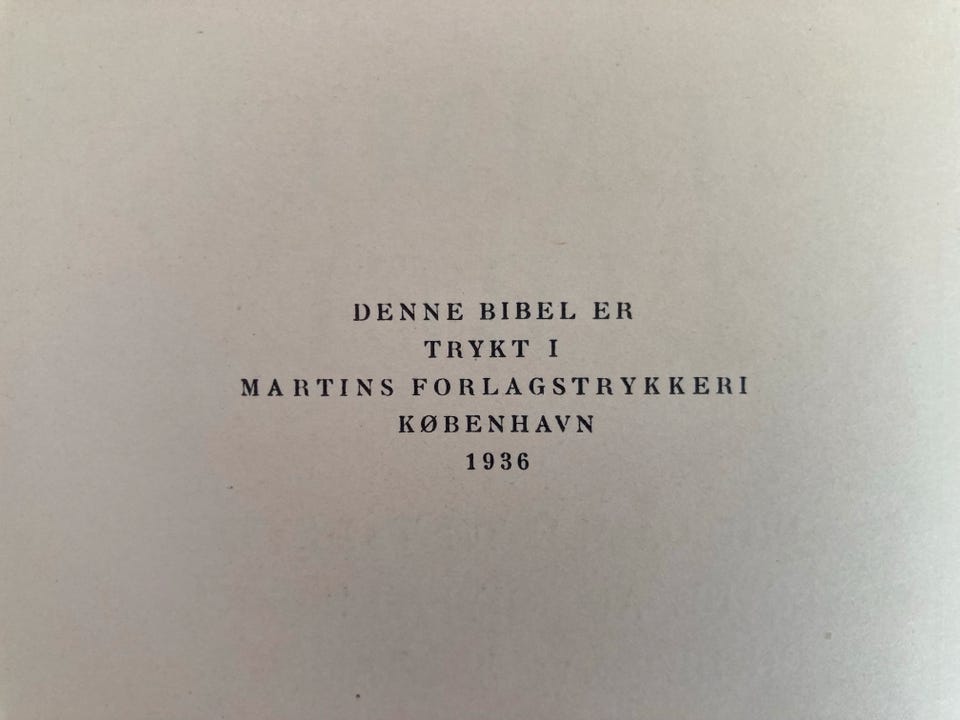 DENNE BIBEL ER
TRYKT I
MARTINS FORLAGSTRYKKERI
KØBENHAVN
1936